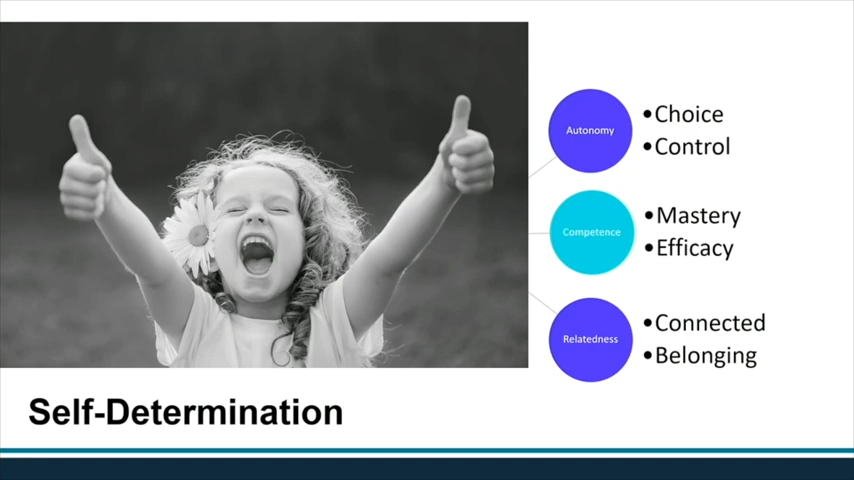 Autonomy
•Choice
•Control
Competence
•Mastery
•Efficacy
Relatedness
•Connected
•Belonging
Self-Determination